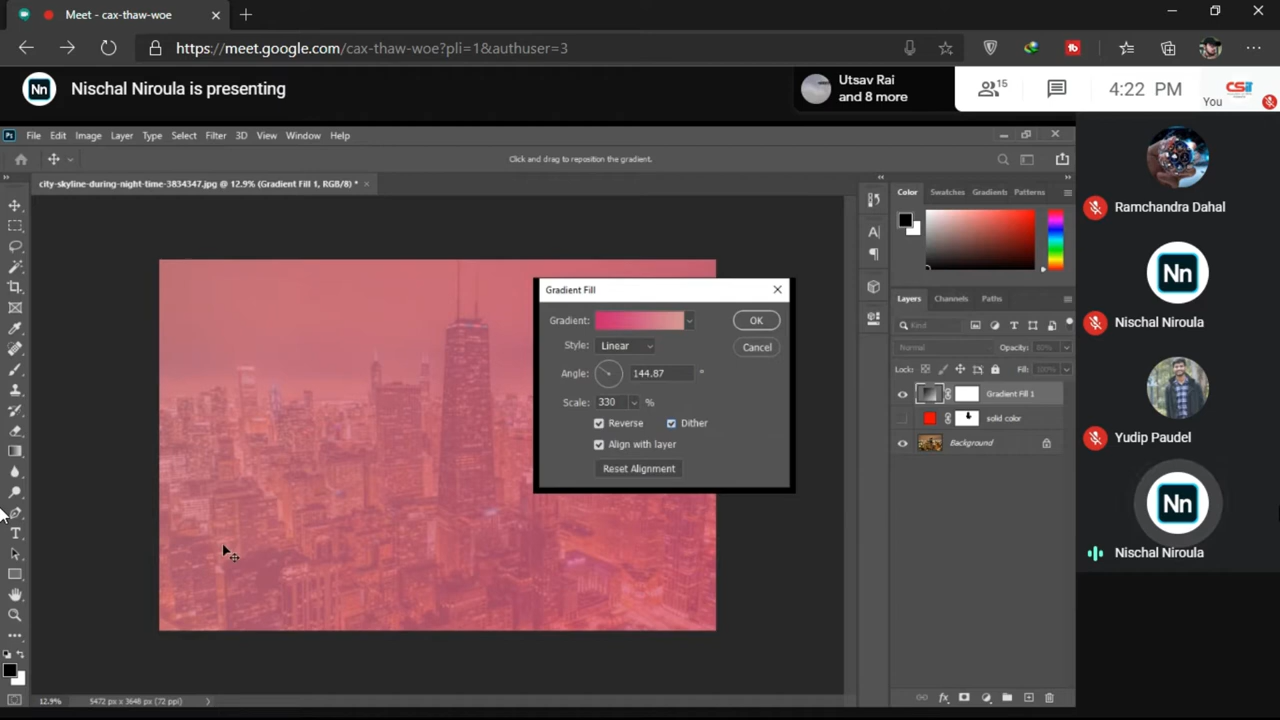 Meet - cax-thaw-woe
https://meet.google.com/cax-thaw-woe?pli=1&authuser=3
Nn
Nischal Niroula is presenting
Utsav Rai
and 8 more
15
4:22 PM
CSIT
You
Ps
File Edit Image Layer Type Select Filter 3D View Window Help
Click and drag to reposition the gradient.
city-skyline-during-night-time-3834347.jpg @ 12.9% (Gradient Fill 1, RGB/8) *
Color Swatches Gradients Patterns
Gradient Fill
Gradient:
OK
Style: Linear
Cancel
Angle: 144.87 °
Scale: 330 %
Reverse Dither
Align with layer
Reset Alignment
Layers Channels Paths
Kind
Normal Opacity: 80%
Lock: Fill: 100%
Gradient Fill 1
solid color
Background
12.9% 5472 px x 3648 px (72 ppi)
Ramchandra Dahal
Nn
Nischal Niroula
Yudip Paudel
Nn
Nischal Niroula